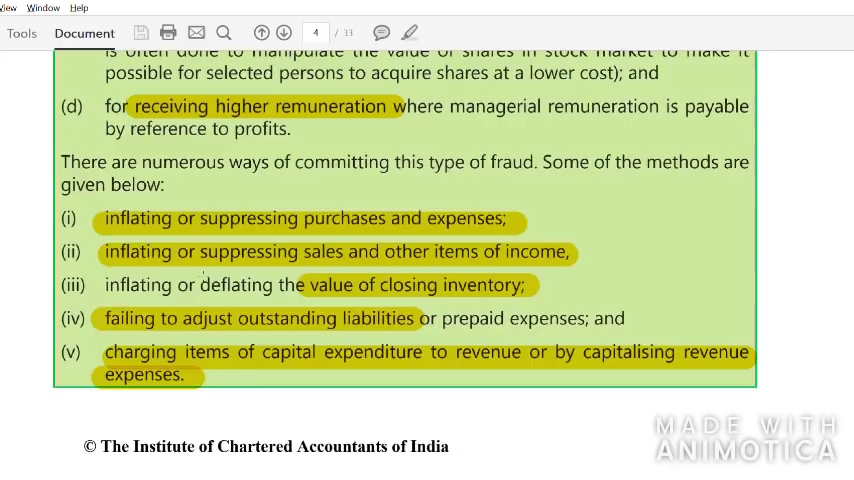 View Window Help
Tools Document 4 / 33
is often done to manipulate the value of shares in stock market to make it
possible for selected persons to acquire shares at a lower cost); and
(d) for receiving higher remuneration where managerial remuneration is payable
by reference to profits.
There are numerous ways of committing this type of fraud. Some of the methods are
given below:
(i) inflating or suppressing purchases and expenses;
(ii) inflating or suppressing sales and other items of income,
(iii) inflating or deflating the value of closing inventory;
(iv) failing to adjust outstanding liabilities or prepaid expenses; and
(v) charging items of capital expenditure to revenue or by capitalising revenue
expenses.
© The Institute of Chartered Accountants of India
MADE WITH
ANIMOTICA